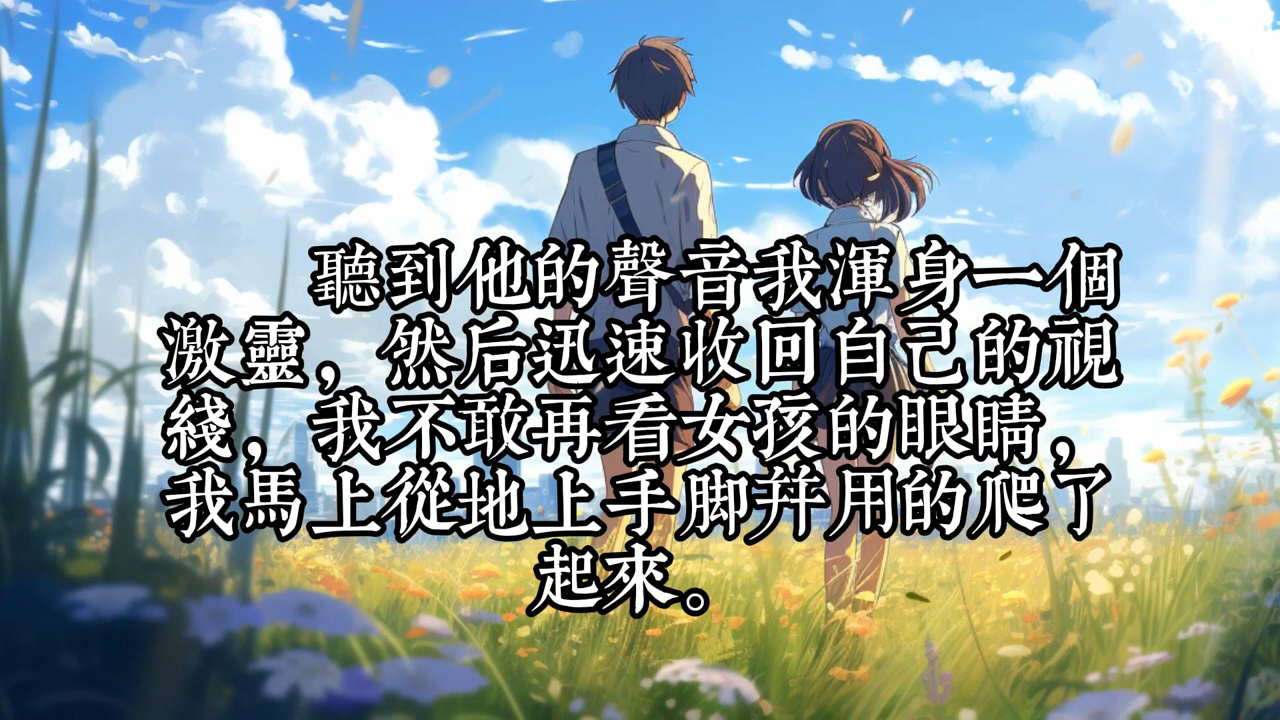 聽到他的聲音我渾身一個
激靈，然后迅速收回自己的視
綫，我不敢再看女孩的眼睛，
我馬上從地上手脚并用的爬了
起來。